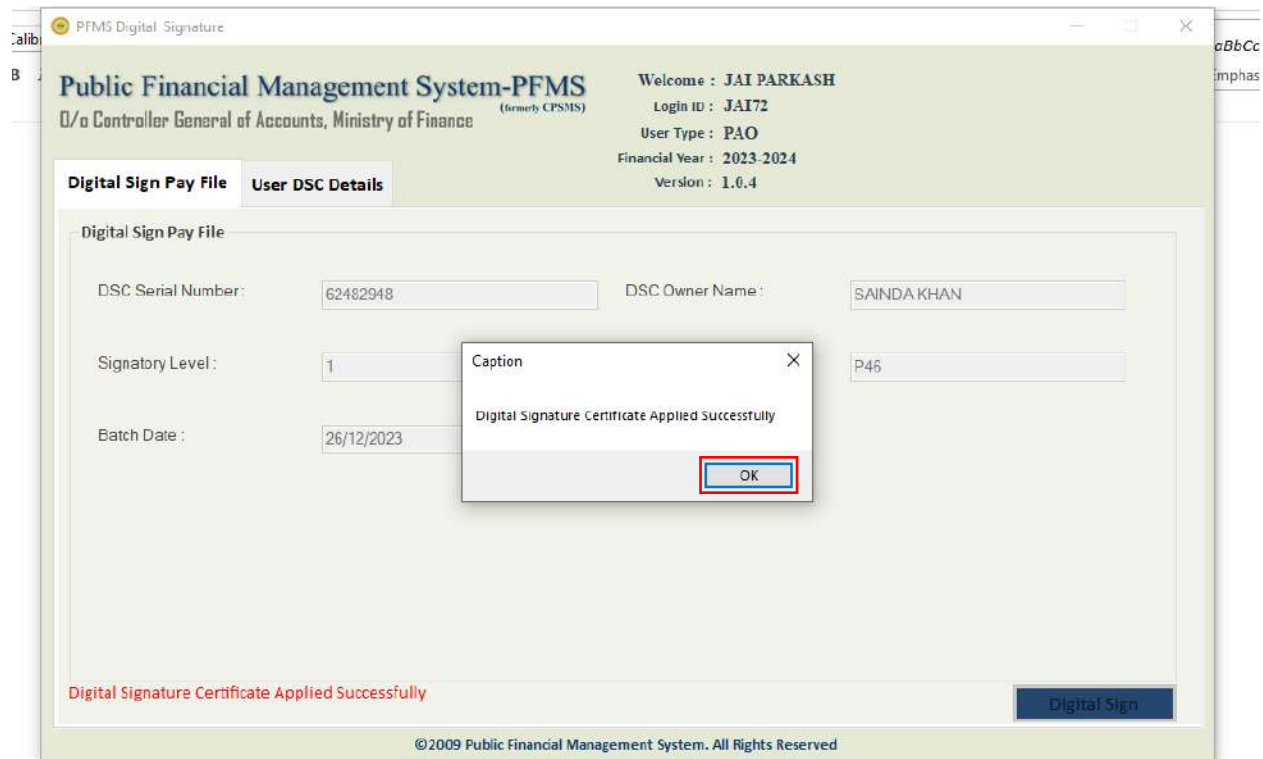 PFMS Digital Signature
Calib
B
aBbCc
Emphas
Public Financial Management System-PFMS
(formerly CPSMS)
O/o Controller General of Accounts, Ministry of Finance
Welcome : JAI PARKASH
Login ID : JAI72
User Type : PAO
Financial Year : 2023-2024
Version : 1.0.4
Digital Sign Pay File
User DSC Details
Digital Sign Pay File
DSC Serial Number: 62482948
DSC Owner Name : SAINDA KHAN
Signatory Level : 1
P46
Batch Date : 26/12/2023
Caption
Digital Signature Certificate Applied Successfully
OK
Digital Signature Certificate Applied Successfully
Digital Sign
©2009 Public Financial Management System. All Rights Reserved